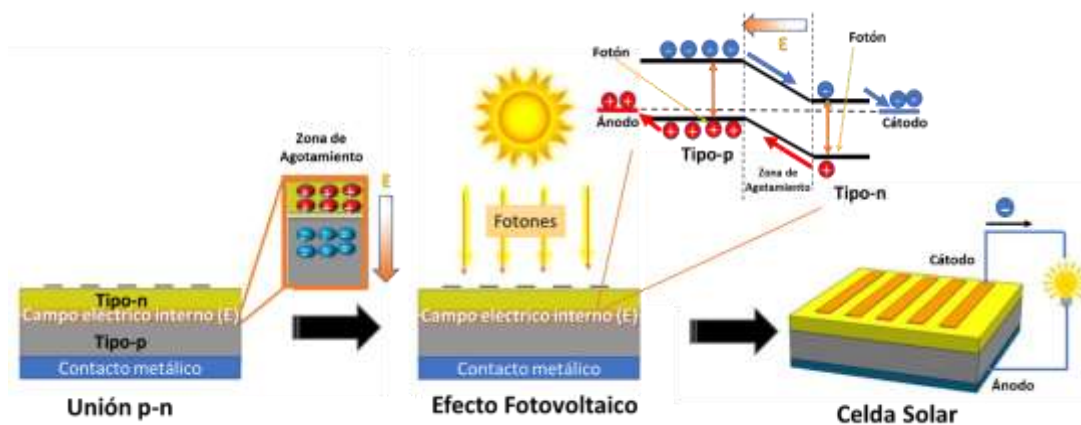 Zona de
Agotamiento
E
Tipo-n
Campo eléctrico interno (E)
Tipo-p
Contacto metálico
Unión p-n
Fotones
Campo eléctrico interno (E)
Contacto metálico
Efecto Fotovoltaico
E
Fotón
Fotón
Ánodo
Cátodo
Tipo-p
Zona de
Agotamiento
Tipo-n
Cátodo
Ánodo
Celda Solar